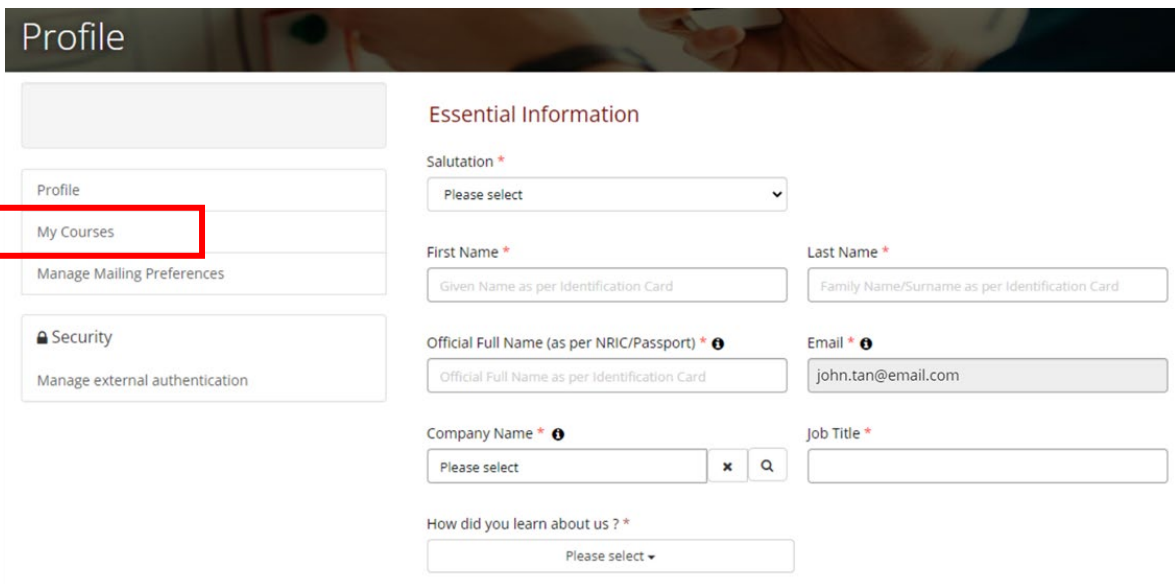 Profile
Profile
My Courses
Manage Mailing Preferences
Security
Manage external authentication
Essential Information
Salutation *
Please select
First Name *
Last Name *
Given Name as per Identification Card
Family Name/Surname as per Identification Card
Official Full Name (as per NRIC/Passport) *
Email *
Official Full Name as per Identification Card
john.tan@email.com
Company Name *
Job Title *
Please select
How did you learn about us ? *
Please select